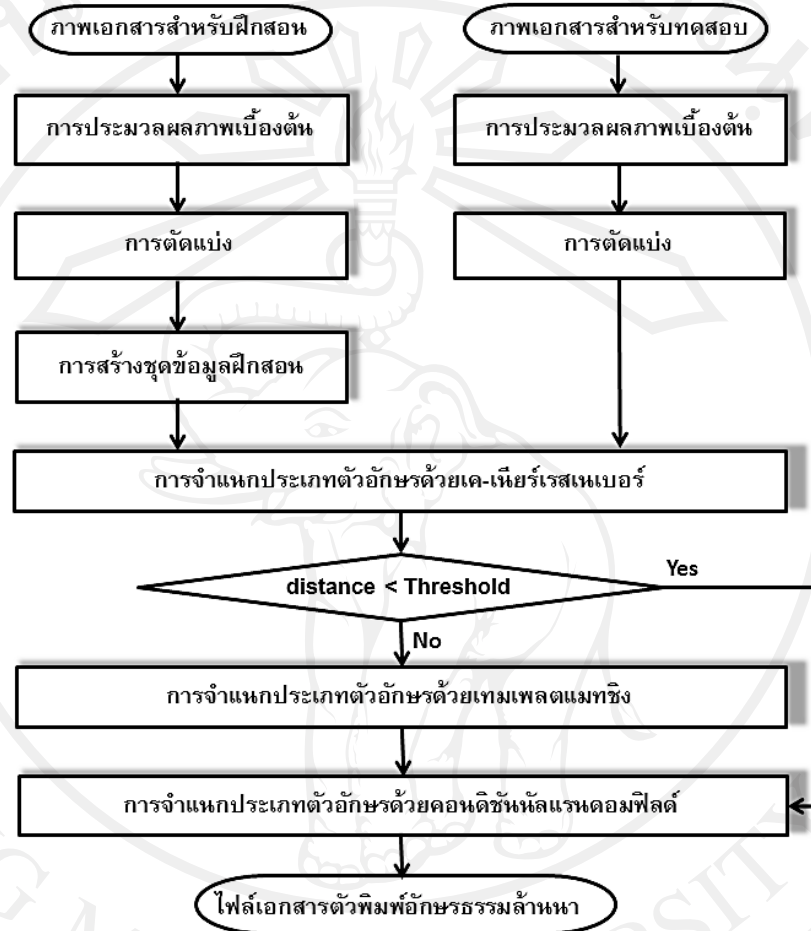 ภาพเอกสารสำหรับฝึกสอน
ภาพเอกสารสำหรับทดสอบ
การประมวลผลภาพเบื้องต้น
การประมวลผลภาพเบื้องต้น
การตัดแบ่ง
การตัดแบ่ง
การสร้างชุดข้อมูลฝึกสอน
การจำแนกประเภทตัวอักษรด้วยเค-เนียร์เรสเนเบอร์
distance < Threshold
Yes
No
การจำแนกประเภทตัวอักษรด้วยเทมเพลตแมทชิง
การจำแนกประเภทตัวอักษรด้วยคอนดิชันนัลแรนดอมฟิลด์
ไฟล์เอกสารตัวพิมพ์อักษรธรรมล้านนา